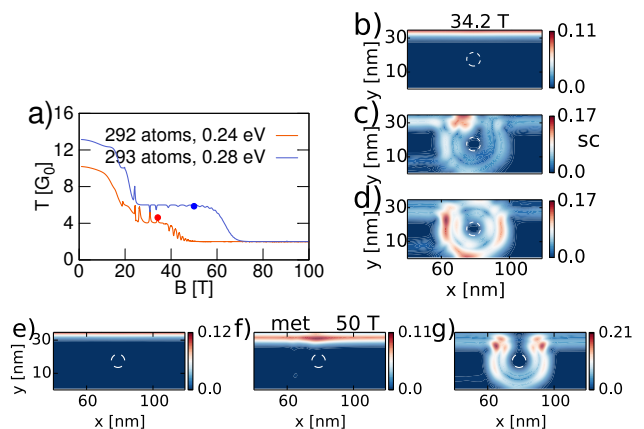 b) 34.2 T
y [nm] 30 10 0.11 0.0
a)
16 12 8 4 0
T [G0]
292 atoms, 0.24 eV
293 atoms, 0.28 eV
0 20 40 60 80 100
B [T]
c) y [nm] 30 10 0.17 0.0 sc
d) y [nm] 30 10 0.17 0.0
60 100
x [nm]
e) y [nm] 30 10 0.12 0.0
60 100
x [nm]
f) met 50 T 0.11 0.0
60 100
x [nm]
g) 0.21 0.0
60 100
x [nm]